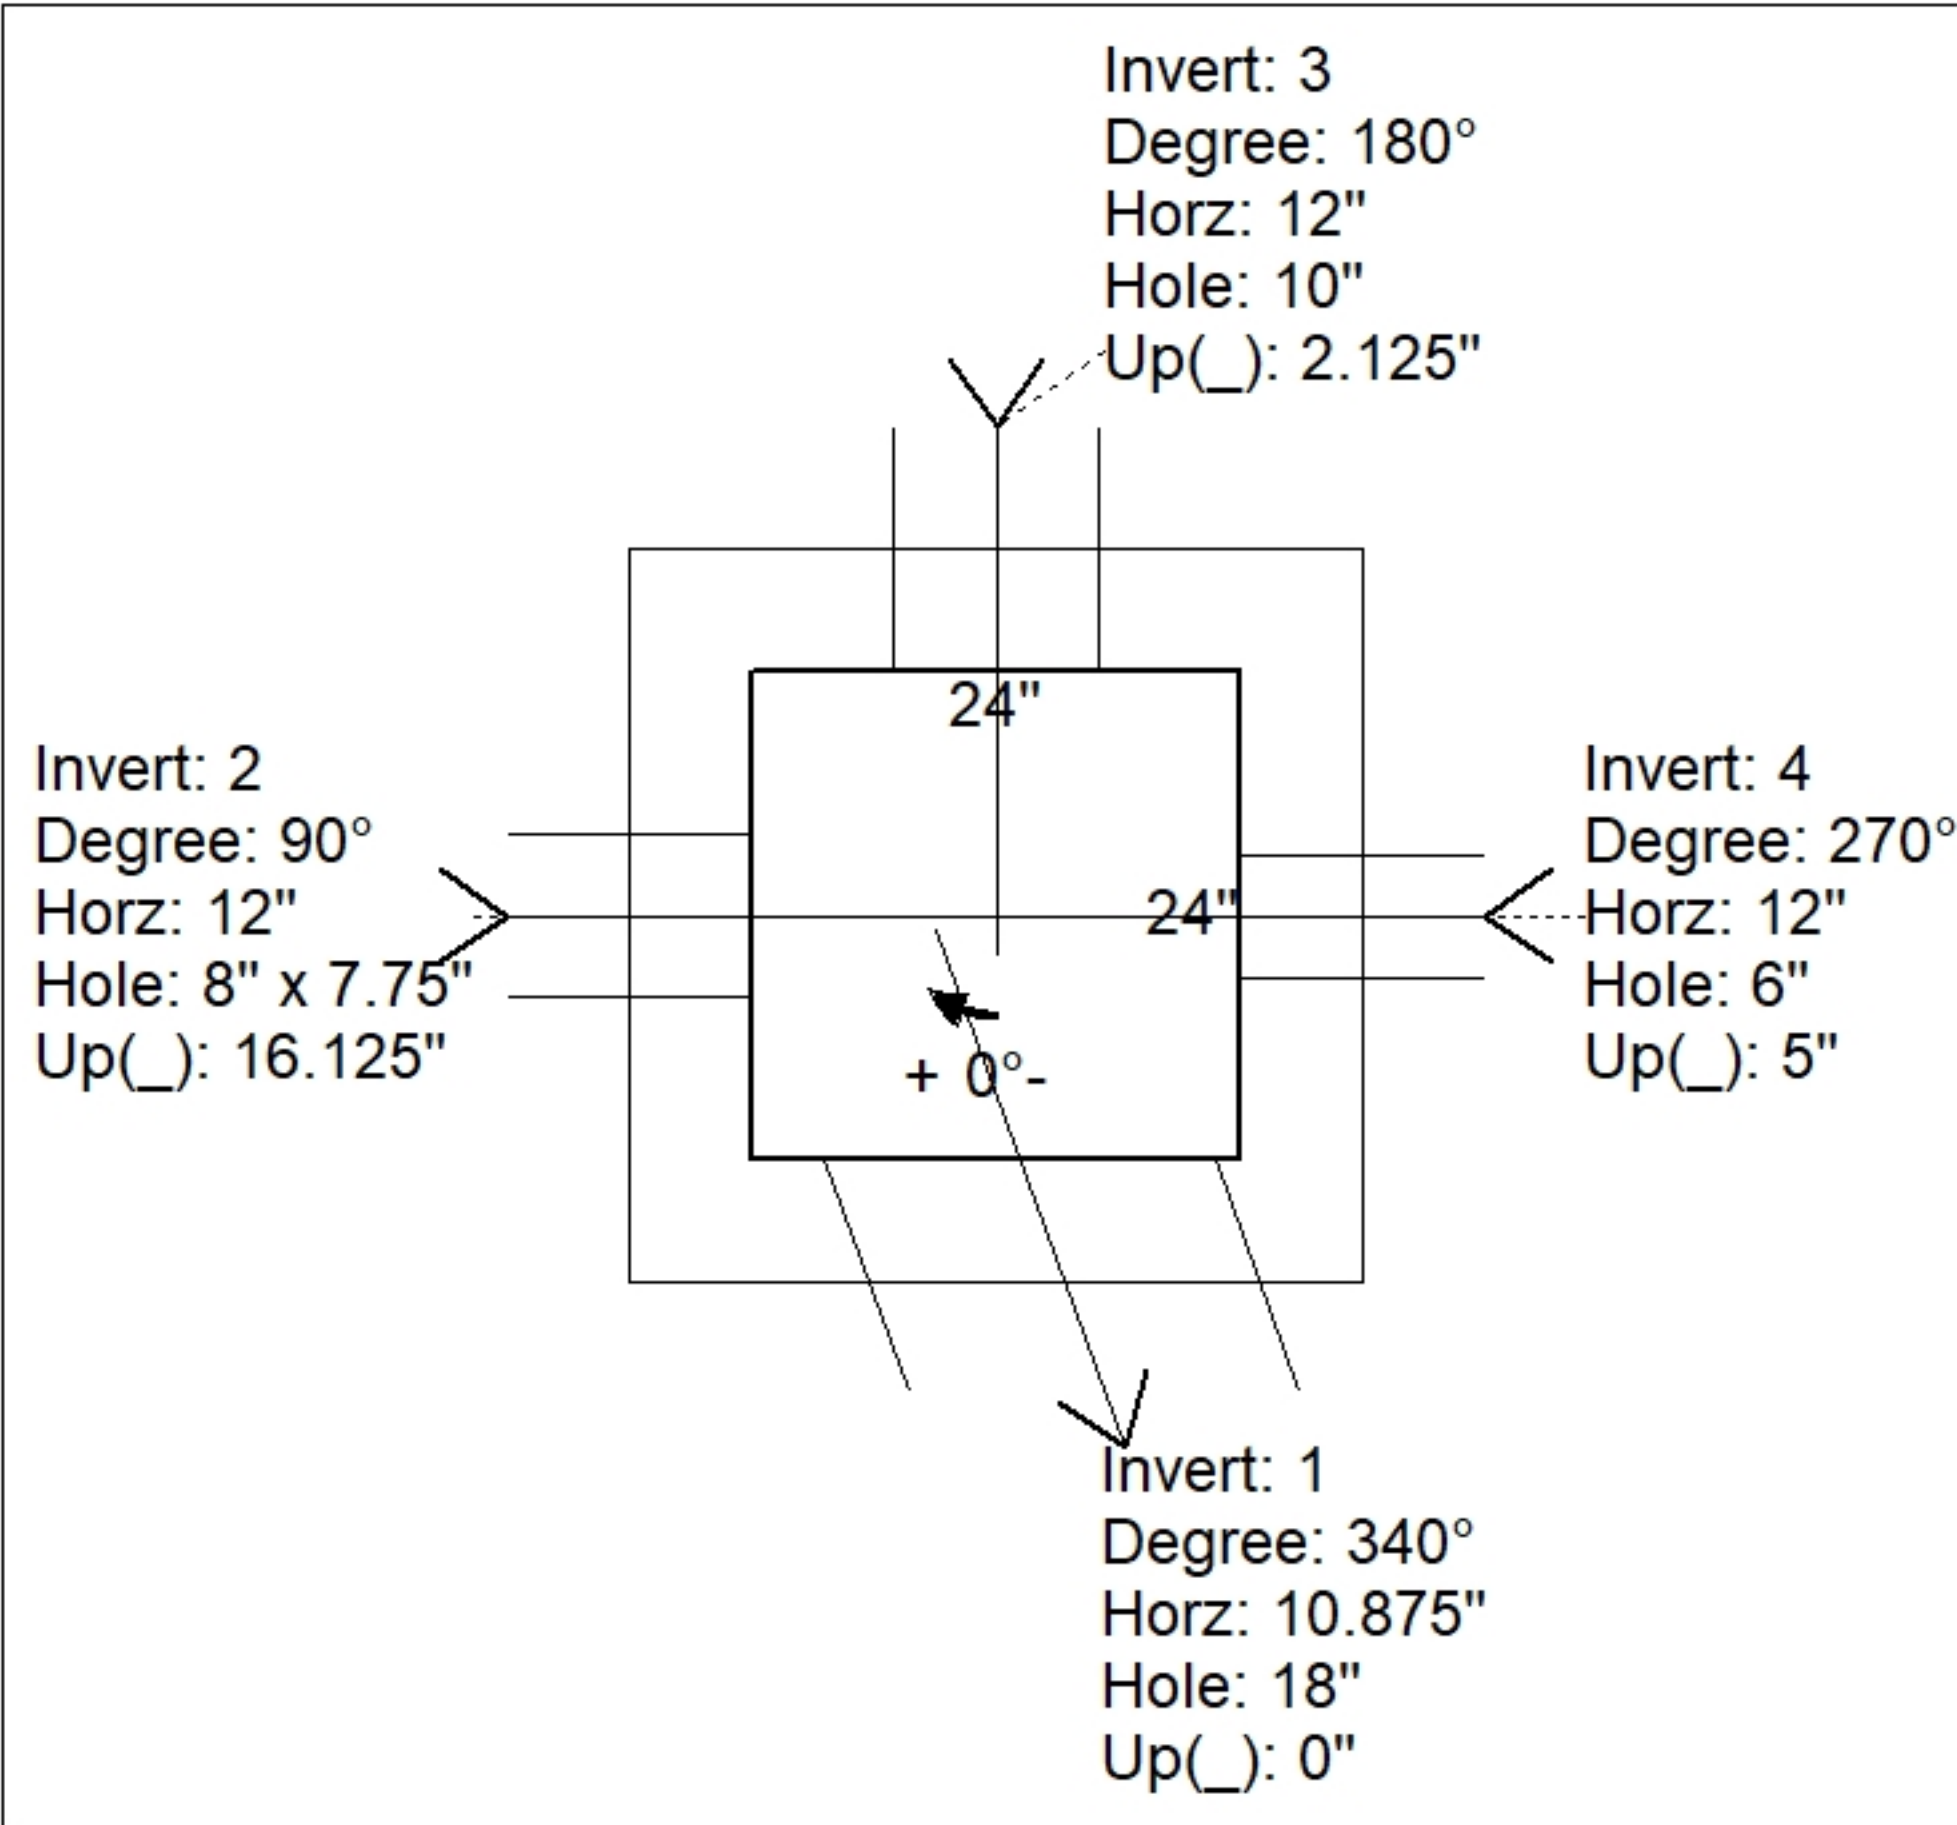 Invert: 3
Degree: 180°
Horz: 12"
Hole: 10"
Up(_): 2.125"
24"
Invert: 2
Degree: 90°
Horz: 12"
Hole: 8" x 7.75"
Up(_): 16.125"
24"
Invert: 4
Degree: 270°
Horz: 12"
Hole: 6"
Up(_): 5"
+ 0°-
Invert: 1
Degree: 340°
Horz: 10.875"
Hole: 18"
Up(_): 0"